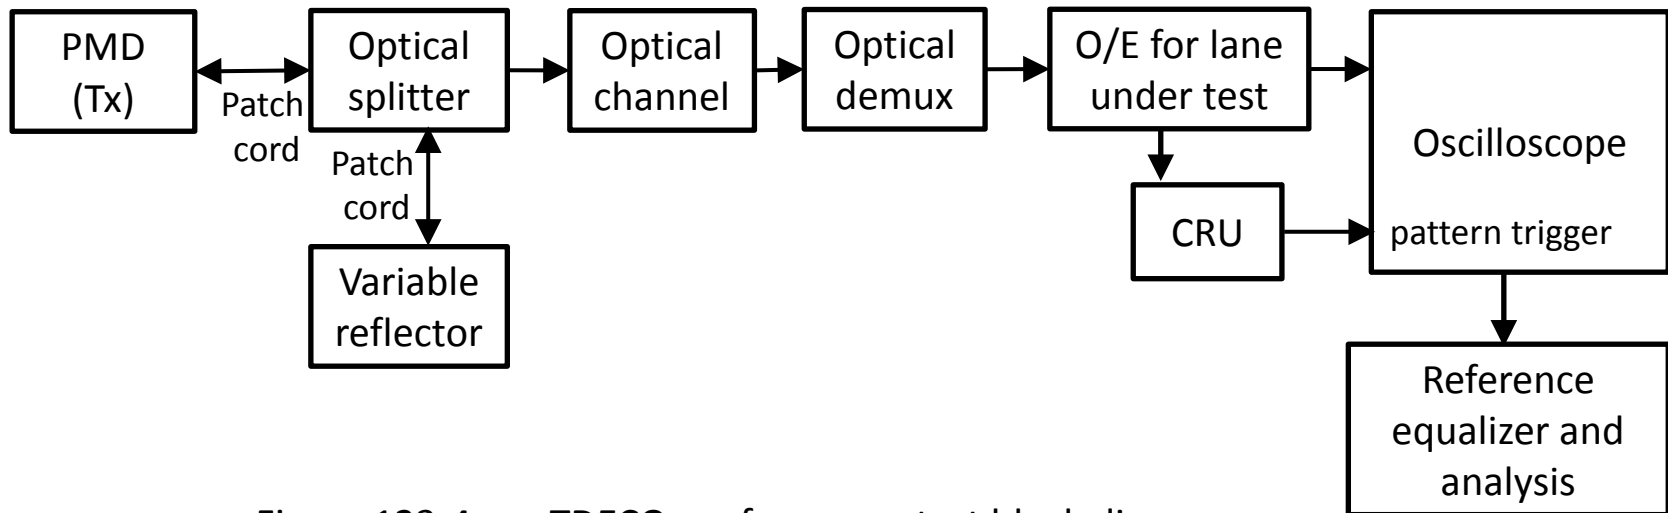 PMD
(Tx)
Patch
cord
Optical
splitter
Patch
cord
Variable
reflector
Optical
channel
Optical
demux
O/E for lane
under test
CRU
Oscilloscope
pattern trigger
Reference
equalizer and
analysis